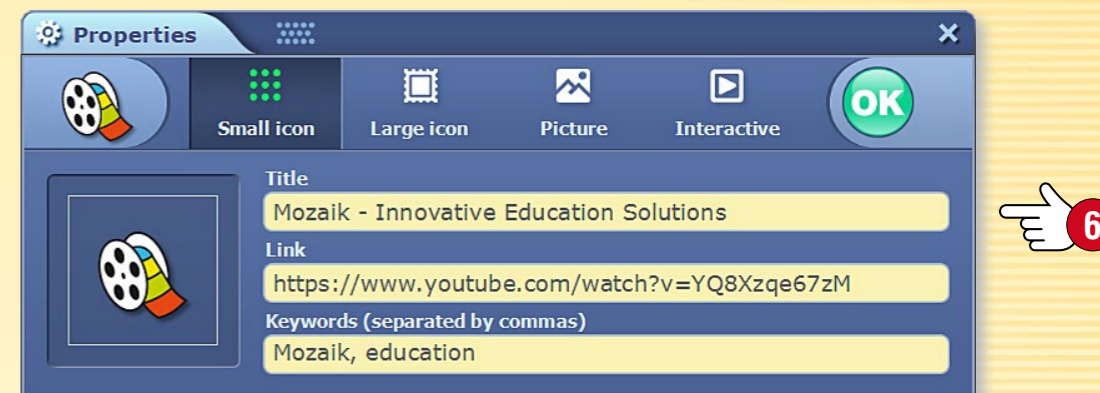 Properties
Small icon
Large icon
Picture
Interactive
OK
Title
Mozaik - Innovative Education Solutions
Link
https://www.youtube.com/watch?v=YQ8Xzqe67zM
Keywords (separated by commas)
Mozaik, education
6